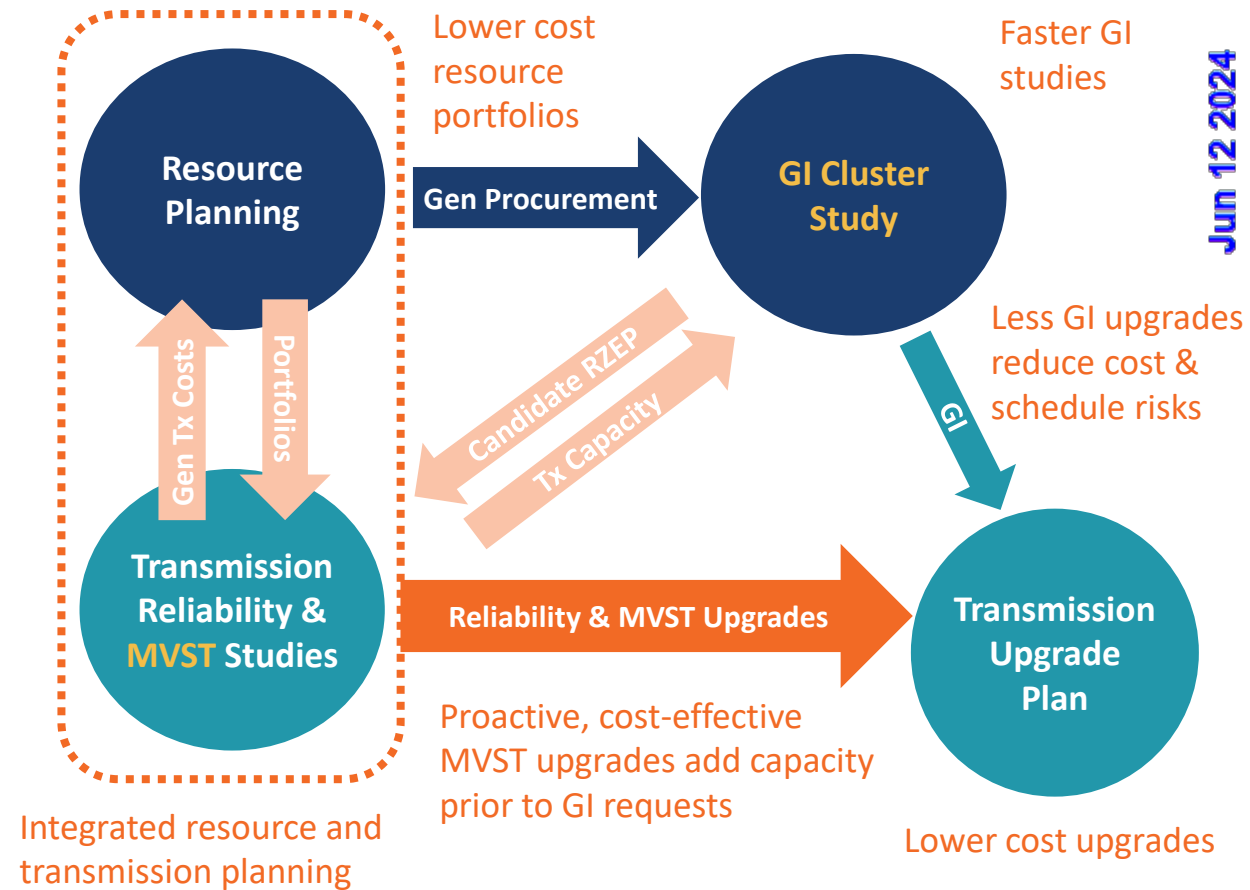 Lower cost
resource
portfolios
Faster GI
studies
Jun 12 2024
Resource
Planning
Gen Procurement
GI Cluster
Study
Gen Tx Costs
Portfolios
Candidate RZEP
Tx Capacity
Less GI upgrades
reduce cost &
schedule risks
GI
Transmission
Reliability &
MVST Studies
Reliability & MVST Upgrades
Transmission
Upgrade
Plan
Proactive, cost-effective
MVST upgrades add capacity
prior to GI requests
Integrated resource and
transmission planning
Lower cost upgrades